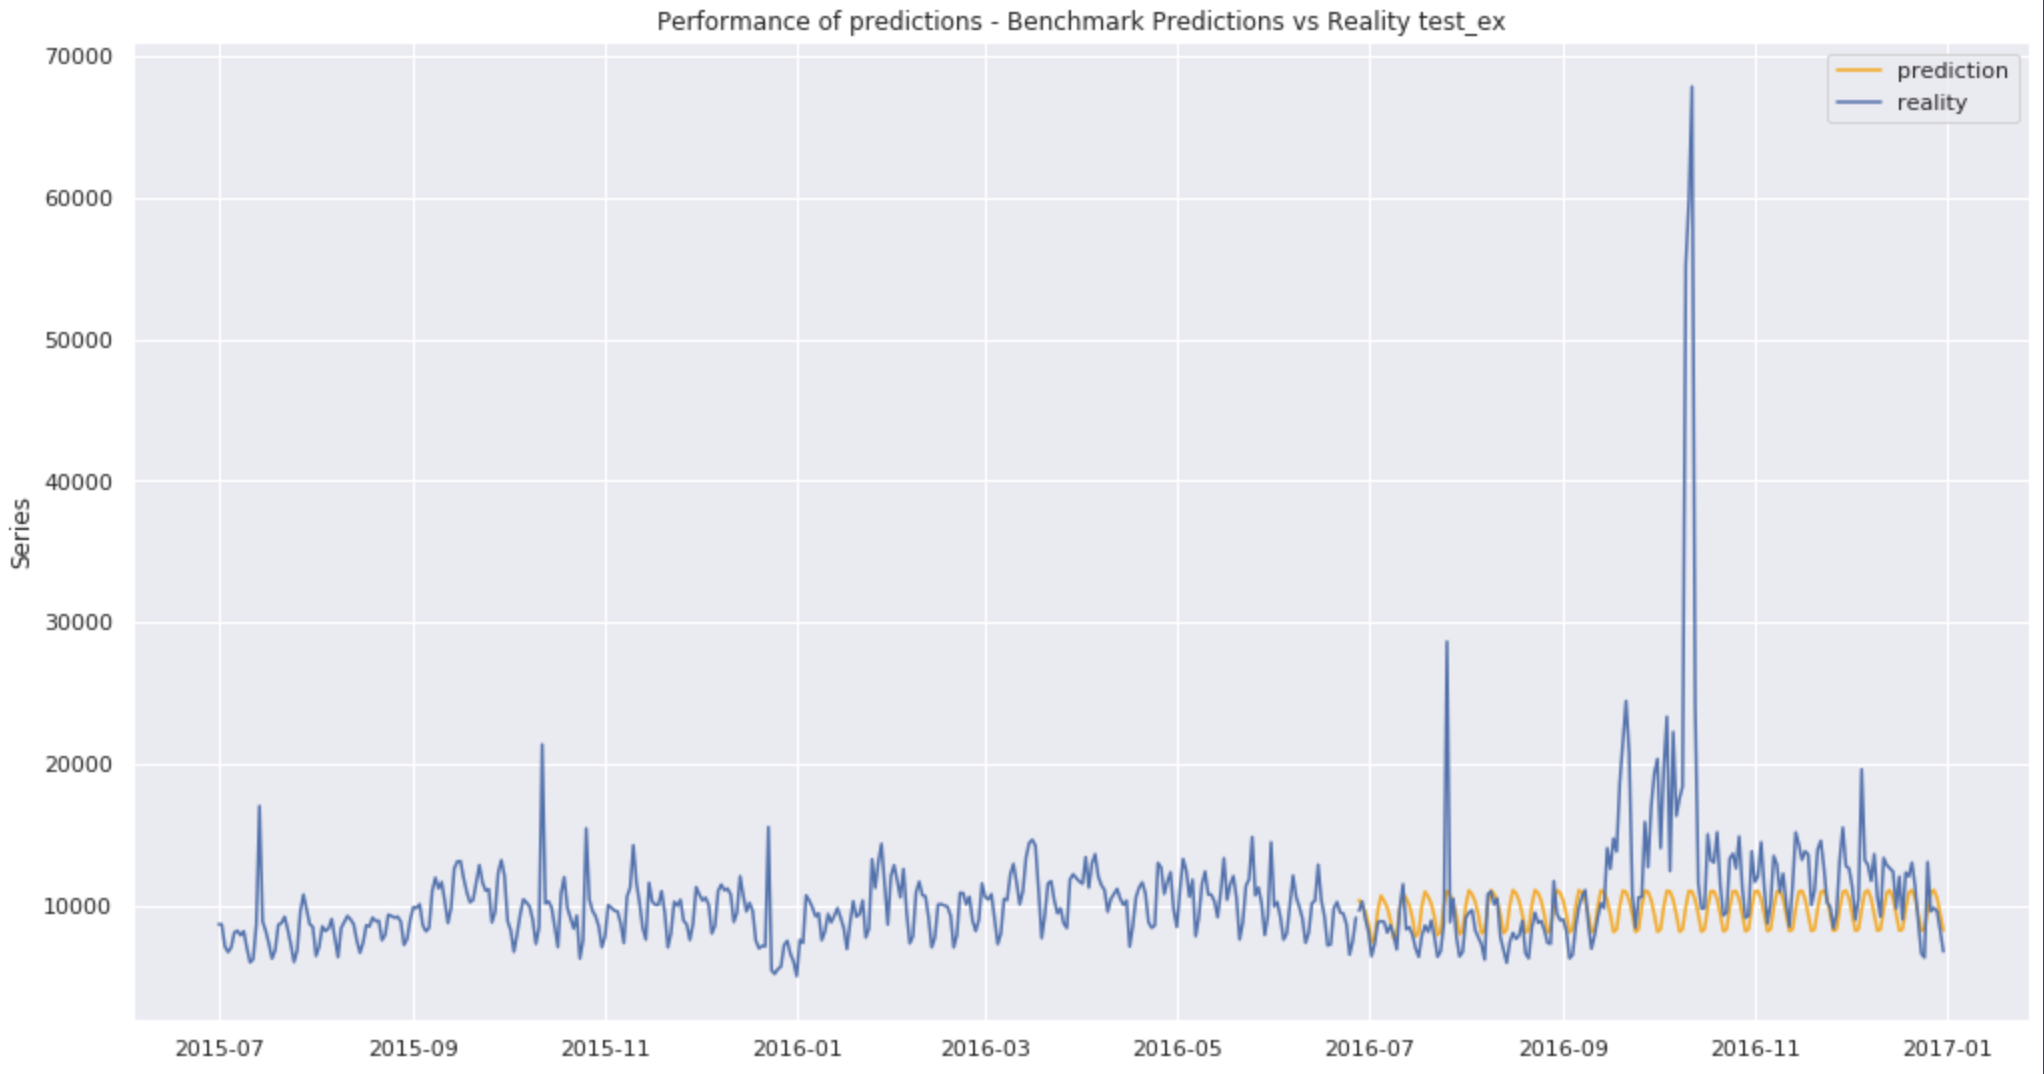 Performance of predictions - Benchmark Predictions vs Reality test_ex
prediction
reality
70000
60000
50000
40000
30000
20000
10000
Series
2015-07 2015-09 2015-11 2016-01 2016-03 2016-05 2016-07 2016-09 2016-11 2017-01